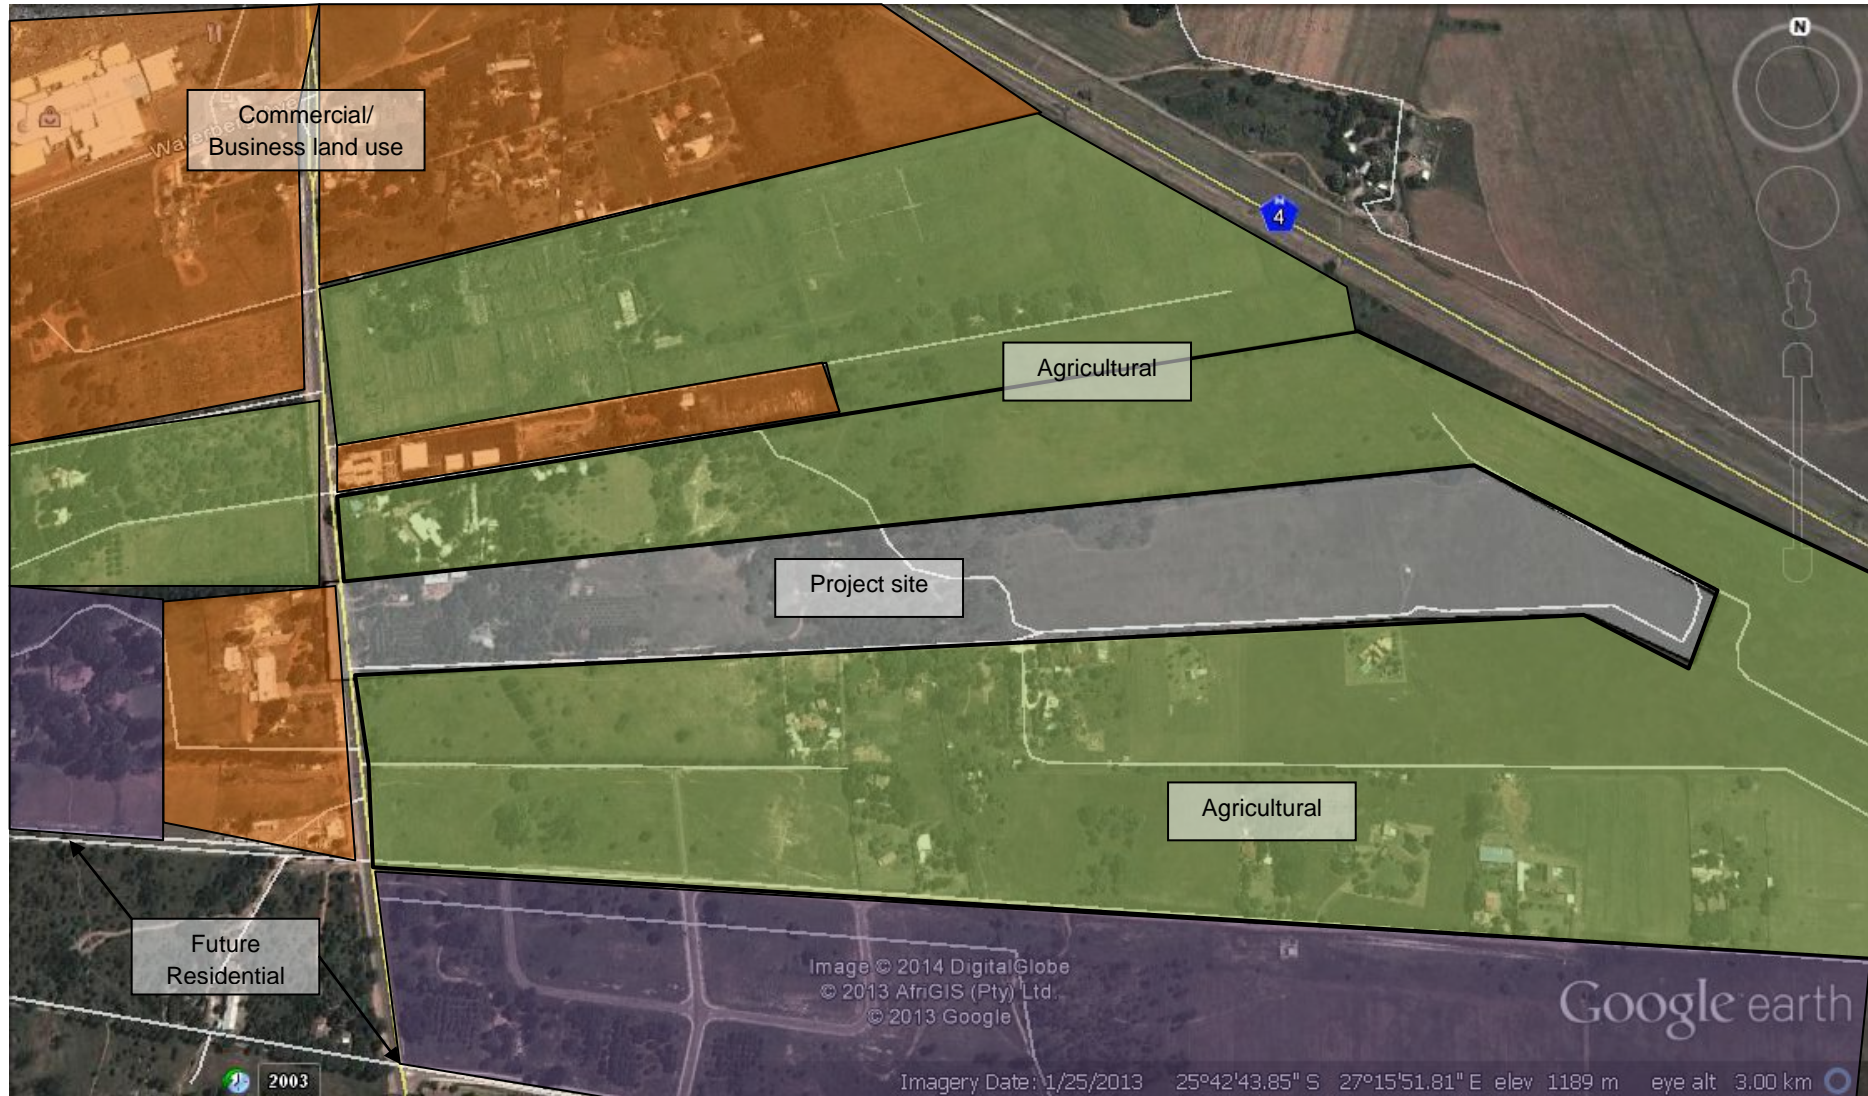 Commercial/
Business land use
N
4
Agricultural
Project site
Agricultural
Future
Residential
Image © 2014 DigitalGlobe
© 2013 AfriGIS (Pty) Ltd.
© 2013 Google
Google earth
2003
Imagery Date: 1/25/2013 25°42'43.85" S 27°15'51.81" E elev 1189 m eye alt 3.00 km